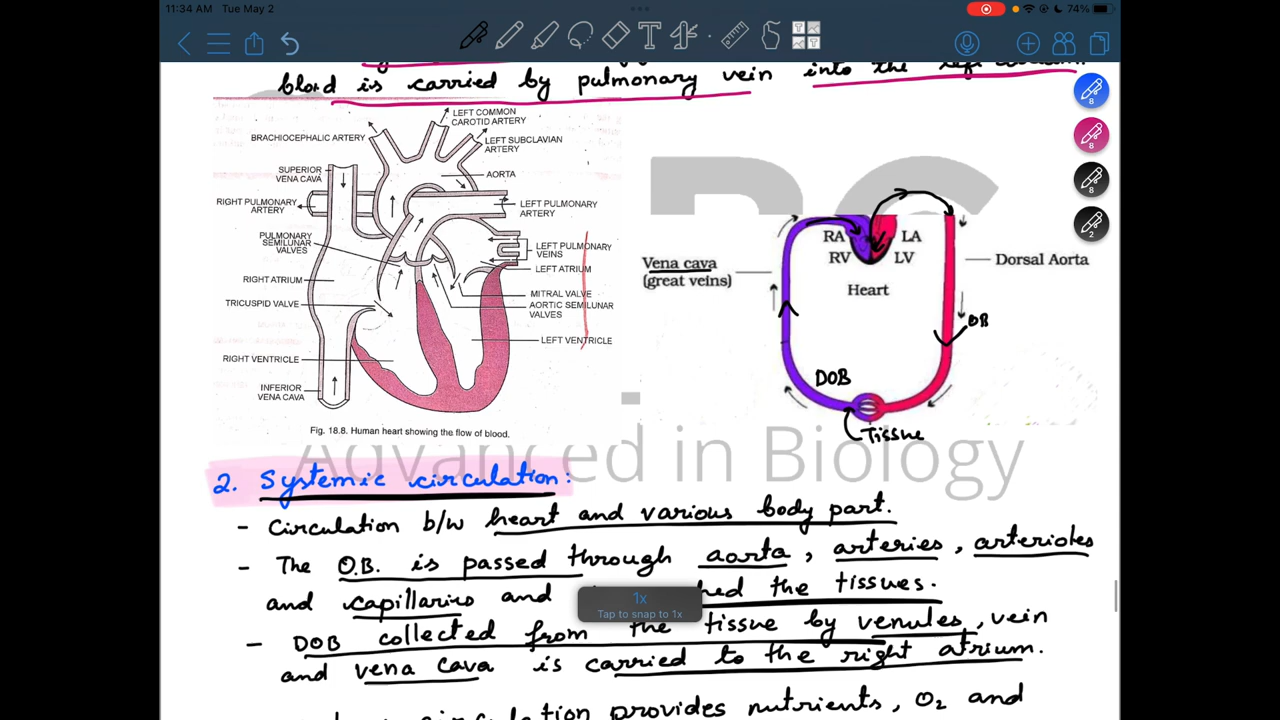 11:34 AM Tue May 2
74%
blood is carried by pulmonary vein into the
LEFT COMMON
CAROTID ARTERY
BRACHIOCEPHALIC ARTERY
LEFT SUBCLAVIAN
ARTERY
SUPERIOR
VENA CAVA
AORTA
RIGHT PULMONARY
ARTERY
LEFT PULMONARY
ARTERY
PULMONARY
SEMILUNAR
VALVES
LEFT PULMONARY
VEINS
LEFT ATRIUM
RIGHT ATRIUM
MITRAL VALVE
TRICUSPID VALVE
AORTIC SEMILUNAR
VALVES
LEFT VENTRICLE
RIGHT VENTRICLE
INFERIOR
VENA CAVA
Fig. 18.8. Human heart showing the flow of blood.
RA LA
RV LV
Vena cava
(great veins)
Dorsal Aorta
Heart
OB
DOB
Tissue
Advanced in Biology
2. Systemic circulation:
- Circulation b/w heart and various body part.
- The O.B. is passed through aorta, arteries, arterioles
and capillaries and the tissues.
1x
Tap to snap to 1x
- DOB collected from the tissue by venules, vein
and vena cava is carried to the right atrium.
circulation provides nutrients, O2 and
8
8
8
2